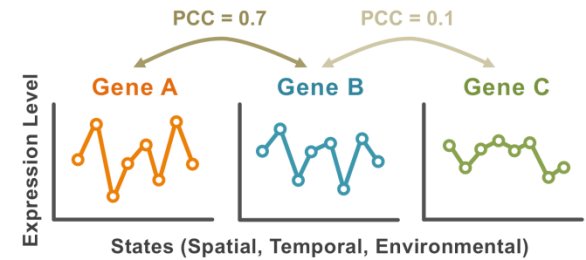 PCC = 0.7
PCC = 0.1
Gene A
Gene B
Gene C
Expression Level
States (Spatial, Temporal, Environmental)